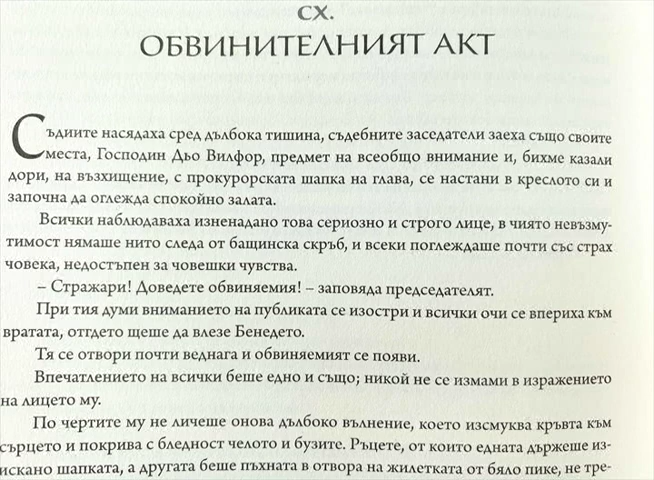 CX.
ОБВИНИТЕЛНИЯТ АКТ
Съдиите насядаха сред дълбока тишина, съдебните заседатели заеха също своите
места, Господин Дьо Вилфор, предмет на всеобщо внимание и, бихме казали
дори, на възхищение, с прокурорската шапка на глава, се настани в креслото си и
започна да оглежда спокойно залата.
Всички наблюдаваха изненадано това сериозно и строго лице, в чиято невъзму-
тимост нямаше нито следа от бащинска скръб, и всеки поглеждаше почти със страх
човека, недостъпен за човешки чувства.
– Стражари! Доведете обвиняемия! – заповяда председателят.
При тия думи вниманието на публиката се изостри и всички очи се впериха към
вратата, отгдето щеше да влезе Бенедето.
Тя се отвори почти веднага и обвиняемият се появи.
Впечатлението на всички беше едно и също; никой не се измами в изражението
на лицето му.
По чертите му не личеше онова дълбоко вълнение, което изсмуква кръвта към
сърцето и покрива с бледност челото и бузите. Ръцете, от които едната държеше из-
искано шапката, а другата беше пъхната в отвора на жилетката от бяло пике, не тре-